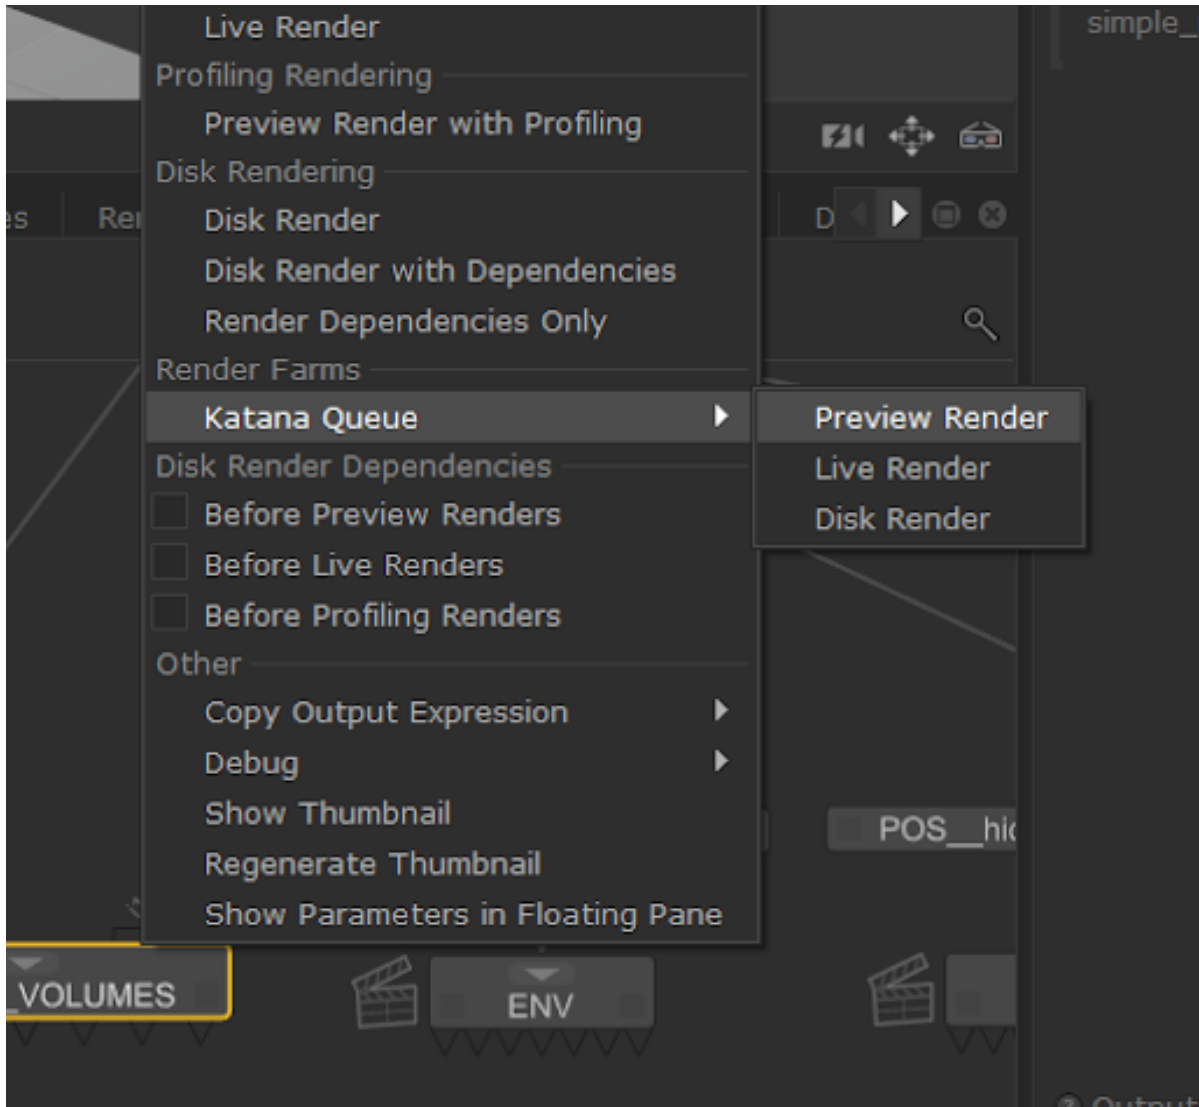 Live Render
simple_
Profiling Rendering
Preview Render with Profiling
Disk Rendering
Disk Render
Disk Render with Dependencies
Render Dependencies Only
Render Farms
Katana Queue
Preview Render
Live Render
Disk Render
Disk Render Dependencies
Before Preview Renders
Before Live Renders
Before Profiling Renders
Other
Copy Output Expression
Debug
Show Thumbnail
Regenerate Thumbnail
Show Parameters in Floating Pane
POS__hid
_VOLUMES
ENV